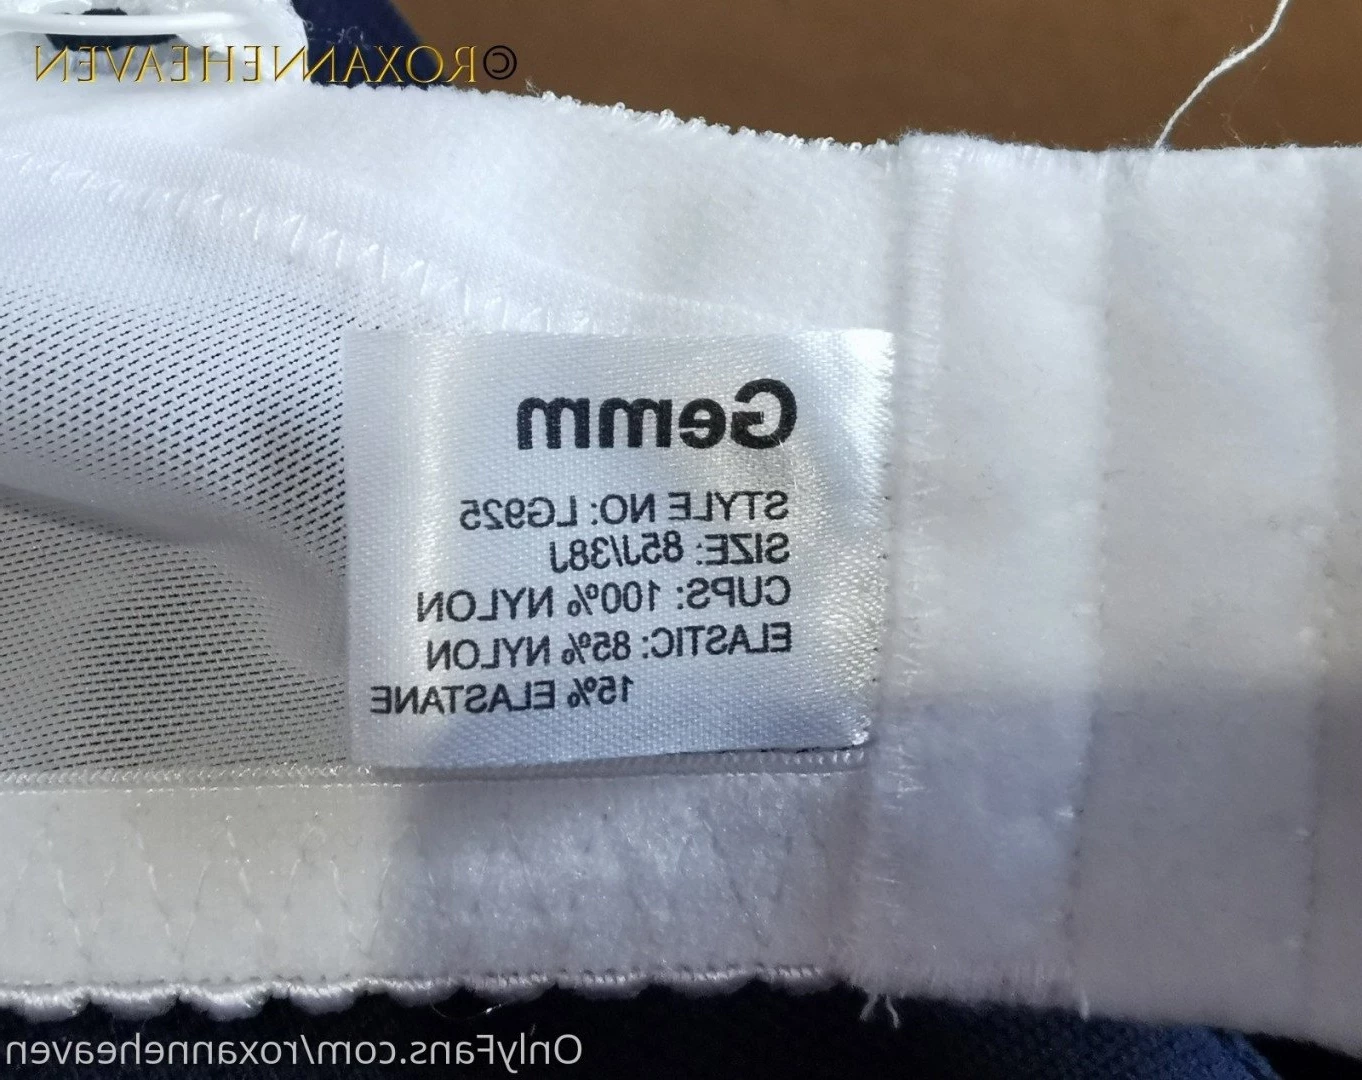 ©ROXANNEHEAVEN
Gemm
STYLE NO: LG925
SIZE: 85J/38J
CUPS: 100% NYLON
ELASTIC: 85% NYLON
15% ELASTANE
OnlyFans.com/roxanneheaven